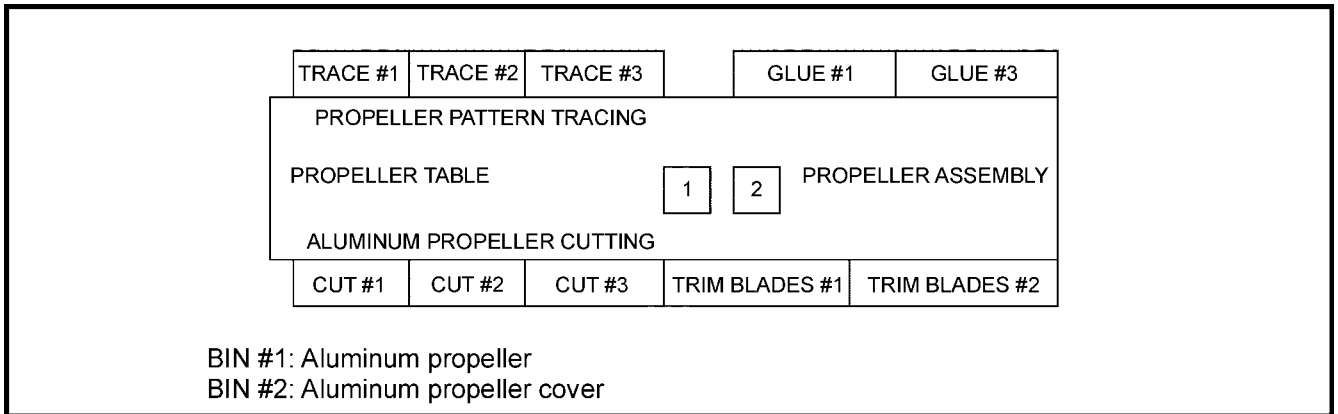 TRACE #1 TRACE #2 TRACE #3 GLUE #1 GLUE #3
PROPELLER PATTERN TRACING
PROPELLER TABLE 1 2 PROPELLER ASSEMBLY
ALUMINUM PROPELLER CUTTING
CUT #1 CUT #2 CUT #3 TRIM BLADES #1 TRIM BLADES #2
BIN #1: Aluminum propeller
BIN #2: Aluminum propeller cover